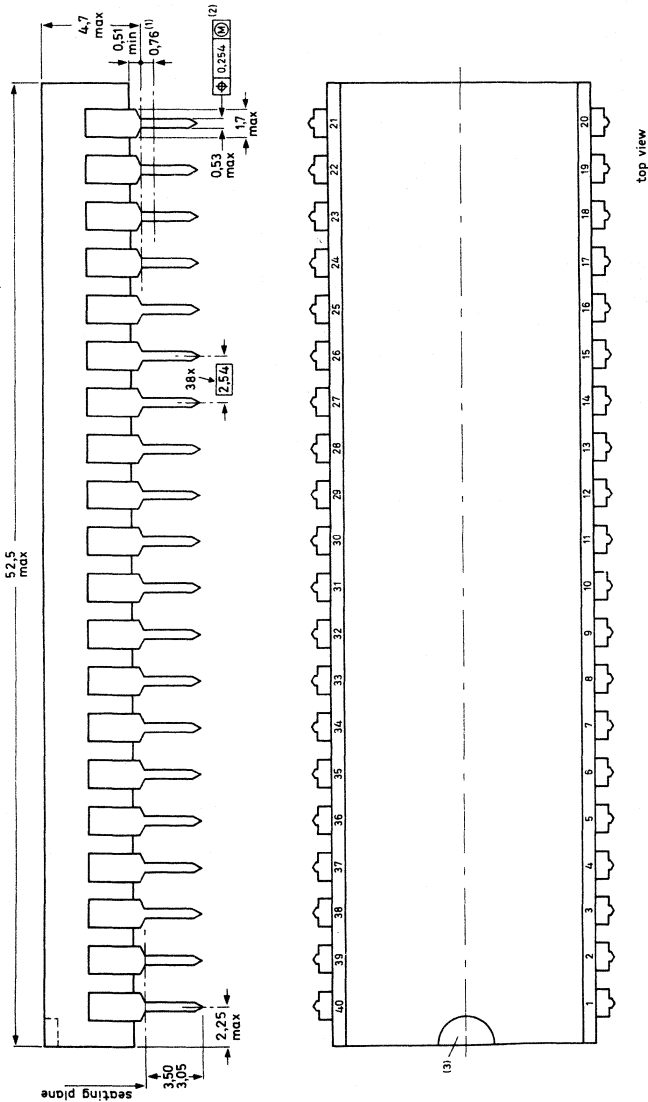 52,5
max
4,7
max
0,51
min
0,76 (1)
⌖ 0,254 Ⓜ (2)
1,7
max
0,53
max
38x
2,54
2,25
max
3,50
3,05
seating plane
40 39 38 37 36 35 34 33 32 31 30 29 28 27 26 25 24 23 22 21
(3)
1 2 3 4 5 6 7 8 9 10 11 12 13 14 15 16 17 18 19 20
top view